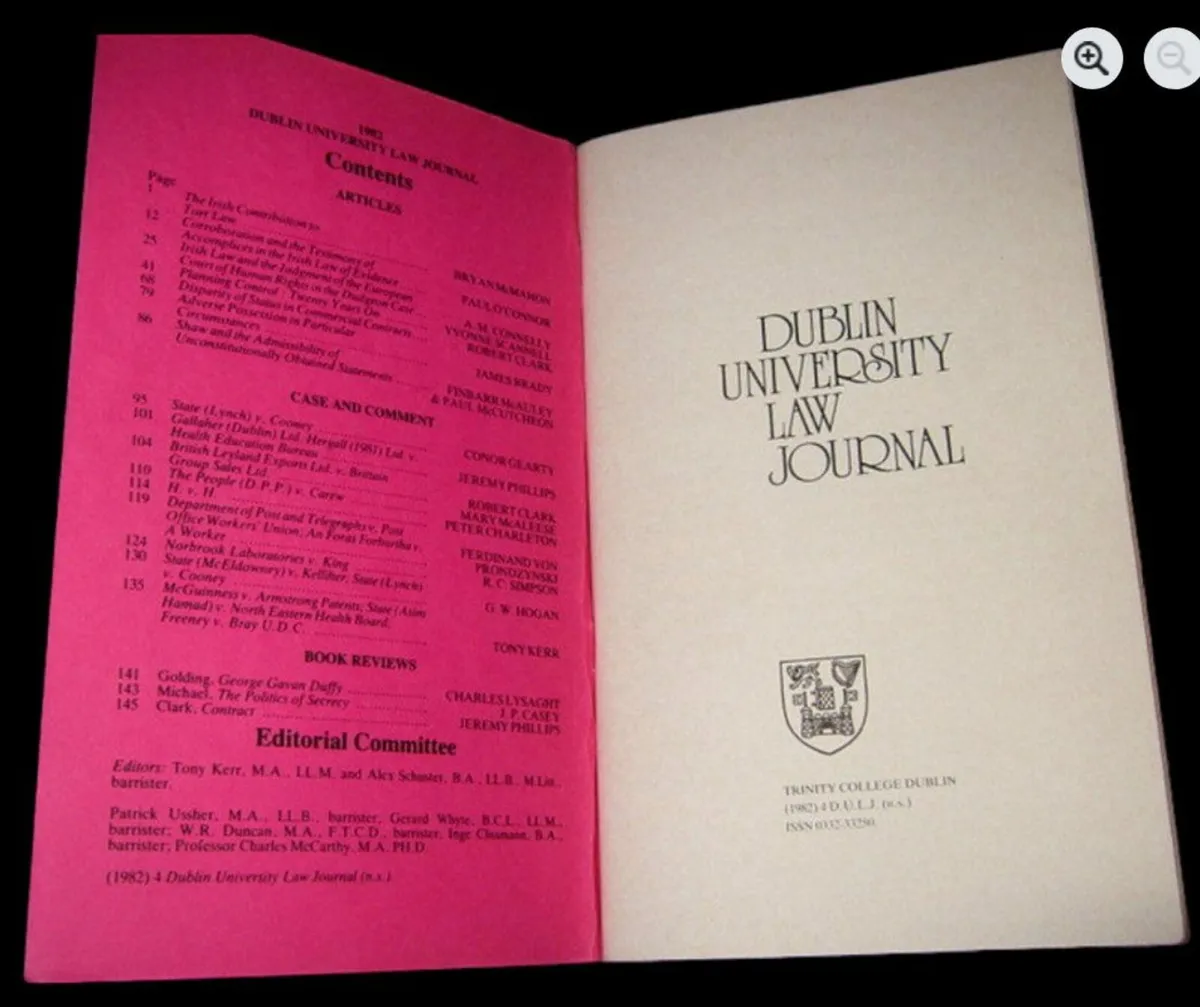 1982
DUBLIN UNIVERSITY LAW JOURNAL
Contents
ARTICLES
Page
1 The Irish Contribution to
Tort Law BRYAN McMAHON
12 Corroboration and the Testimony of
Accomplices in the Irish Law of Evidence PAUL O'CONNOR
25 Irish Law and the Judgment of the European
Court of Human Rights in the Dudgeon Case A. M. CONNELLY
41 Planning Control: Twenty Years On YVONNE SCANNELL
68 Disparity of Status in Commercial Contracts ROBERT CLARK
79 Adverse Possession in Particular
Circumstances JAMES BRADY
86 Shaw and the Admissibility of
Unconstitutionally Obtained Statements FINBARR McAULEY
& PAUL McCUTCHEON
CASE AND COMMENT
95 State (Lynch) v. Cooney CONOR GEARTY
101 Gallaher (Dublin) Ltd. Hergall (1981) Ltd v.
Health Education Bureau JEREMY PHILLIPS
104 British Leyland Exports Ltd. v. Brittain
Group Sales Ltd. ROBERT CLARK
110 The People (D.P.P.) v. Carew MARY McALEESE
114 H. v. H. PETER CHARLETON
119 Department of Post and Telegraphs v. Post
Office Workers' Union; An Foras Forbartha v.
A Worker FERDINAND VON
PRONDZYNSKI
124 Norbrook Laboratories v. King R. C. SIMPSON
130 State (McEldowney) v. Kelliher, State (Lynch)
v. Cooney G. W. HOGAN
135 McGuinness v. Armstrong Patents; State (Asim
Hamad) v. North Eastern Health Board;
Freeney v. Bray U.D.C. TONY KERR
BOOK REVIEWS
141 Golding, George Gavan Duffy CHARLES LYSAGHT
143 Michael, The Politics of Secrecy J. P. CASEY
145 Clark, Contract JEREMY PHILLIPS
Editorial Committee
Editors: Tony Kerr, M.A., LL.M. and Alex Schuster, B.A., LL.B., M.Litt.,
barrister.
Patrick Ussher, M.A., LL.B., barrister, Gerard Whyte, B.C.L., LL.M.,
barrister; W.R. Duncan, M.A., F.T.C.D., barrister, Inge Clissmann, B.A.,
barrister; Professor Charles McCarthy, M.A. PH.D.
(1982) 4 Dublin University Law Journal (n.s.)
DUBLIN
UNIVERSITY
LAW
JOURNAL
TRINITY COLLEGE DUBLIN
(1982) 4 D.U.L.J. (n.s.)